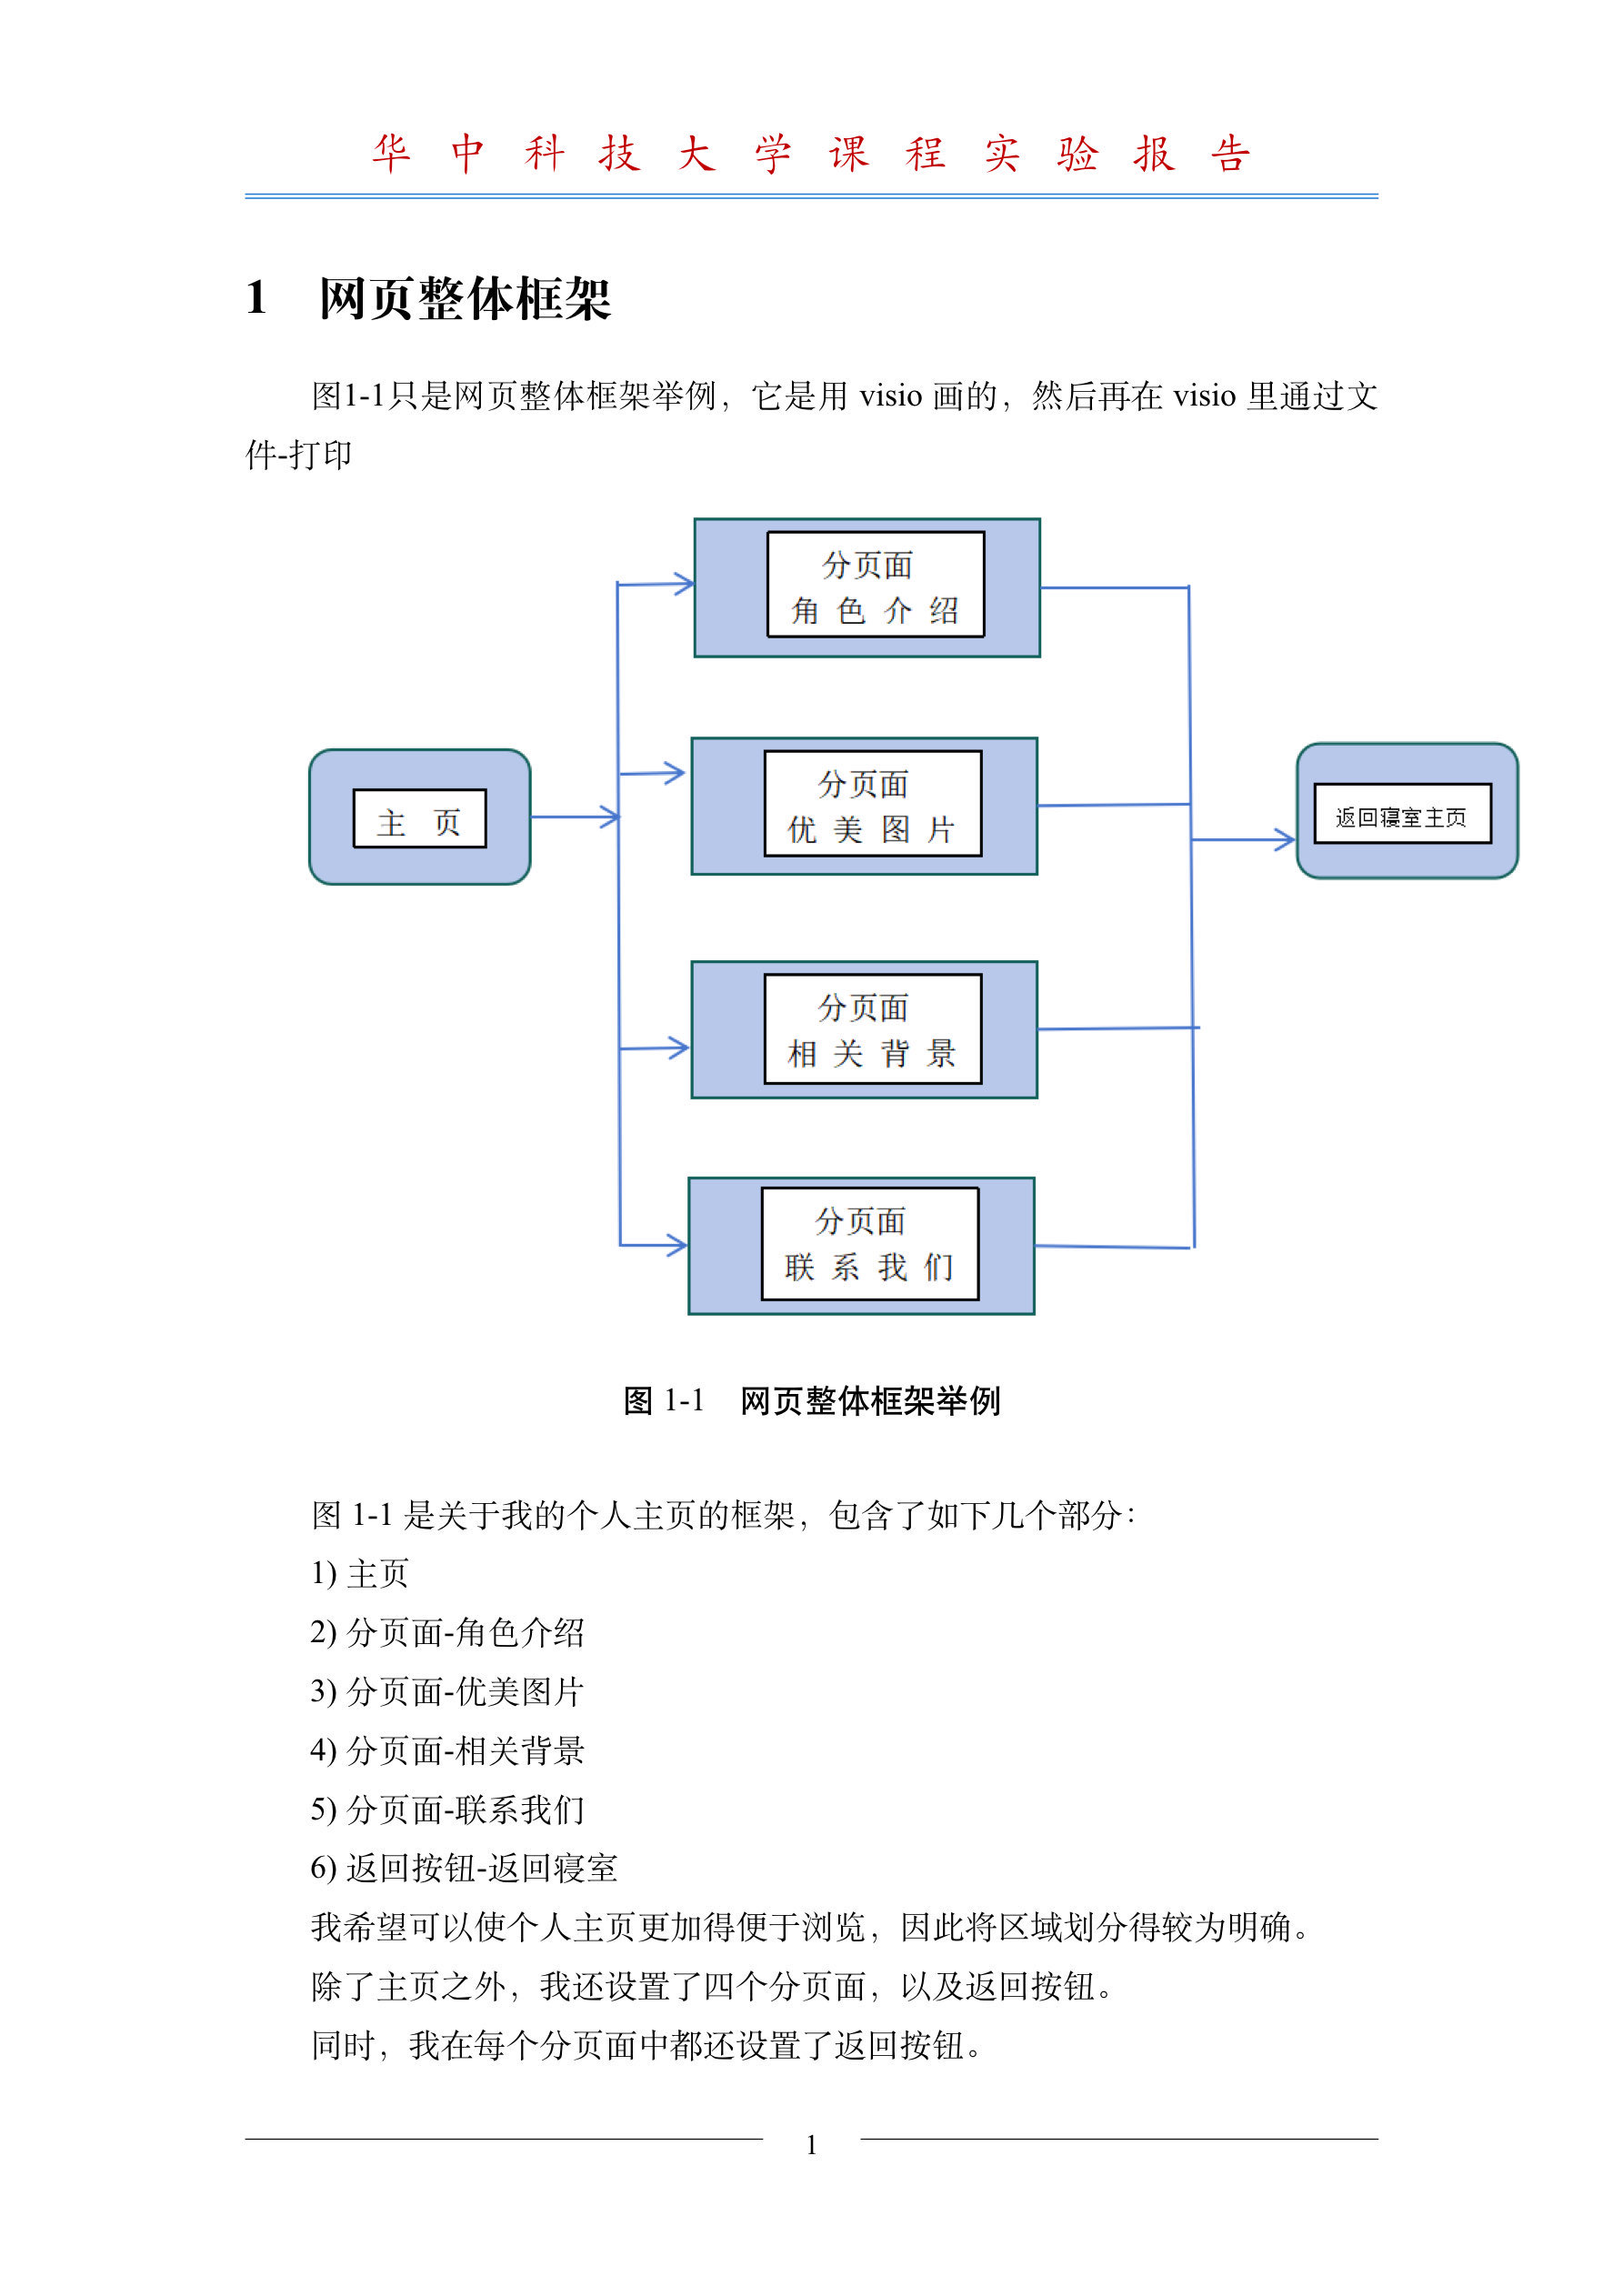 华中科技大学课程实验报告
1 网页整体框架
图1-1只是网页整体框架举例，它是用 visio 画的，然后再在 visio 里通过文
件-打印
分页面
角 色 介 绍
分页面
优 美 图 片
主 页
返回寝室主页
分页面
相 关 背 景
分页面
联 系 我 们
图 1-1 网页整体框架举例
图 1-1 是关于我的个人主页的框架，包含了如下几个部分：
1) 主页
2) 分页面-角色介绍
3) 分页面-优美图片
4) 分页面-相关背景
5) 分页面-联系我们
6) 返回按钮-返回寝室
我希望可以使个人主页更加得便于浏览，因此将区域划分得较为明确。
除了主页之外，我还设置了四个分页面，以及返回按钮。
同时，我在每个分页面中都还设置了返回按钮。
1